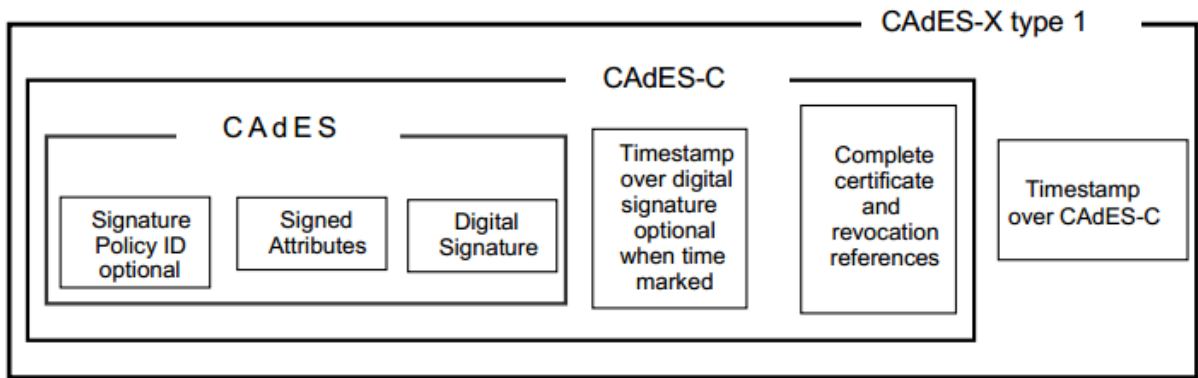 CAdES-X type 1
CAdES-C
CAdES
Signature
Policy ID
optional
Signed
Attributes
Digital
Signature
Timestamp
over digital
signature
optional
when time
marked
Complete
certificate
and
revocation
references
Timestamp
over CAdES-C